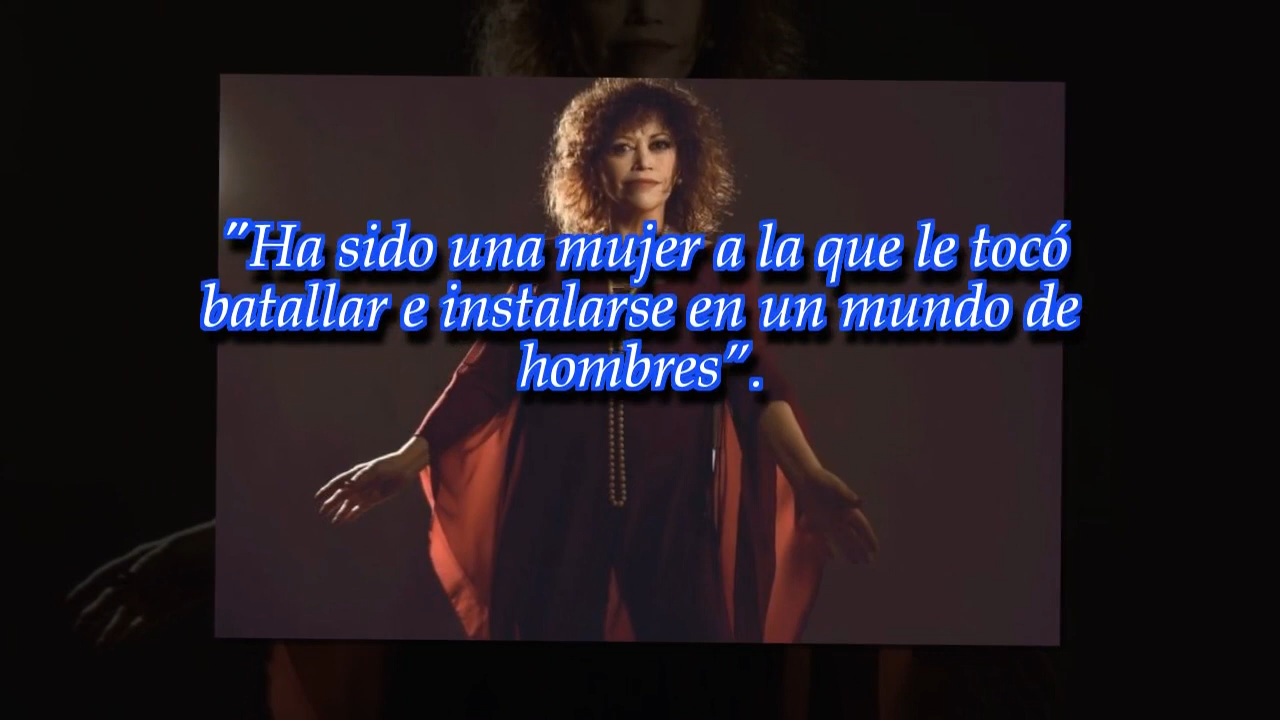 "Ha sido una mujer a la que le tocó
batallar e instalarse en un mundo de
hombres".